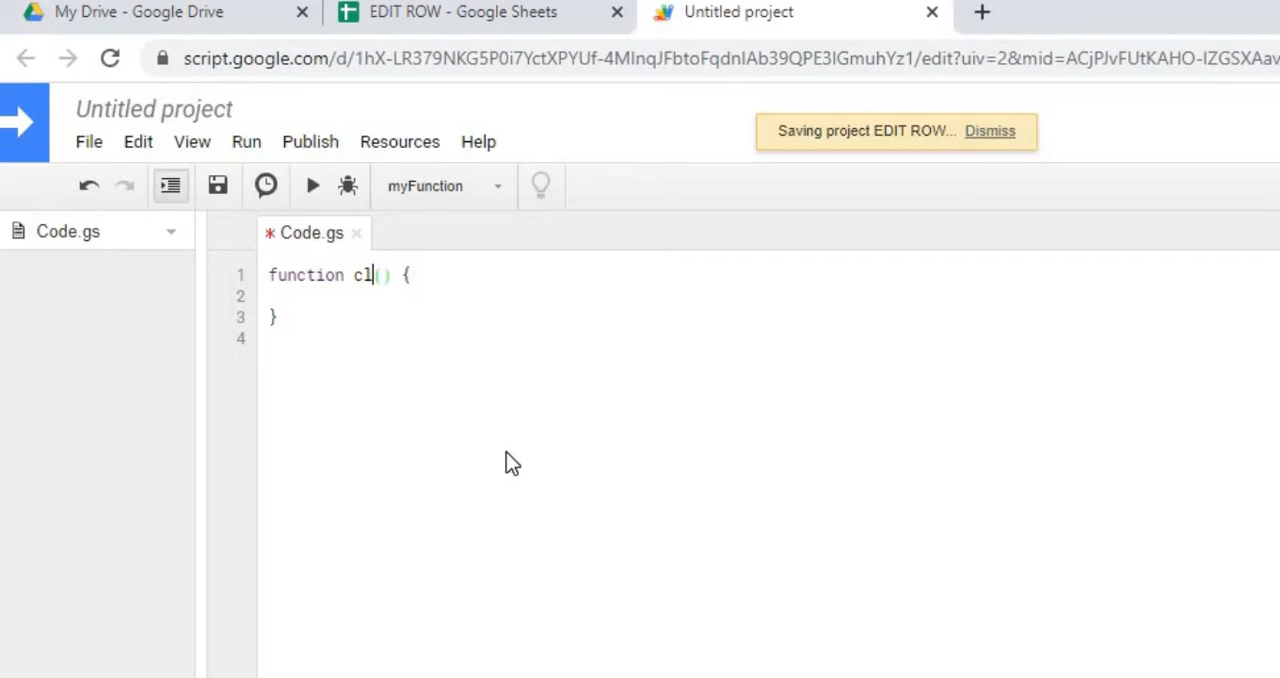 My Drive - Google Drive
EDIT ROW - Google Sheets
Untitled project
script.google.com/d/1hX-LR379NKG5P0i7YctXPYUf-4MlnqJFbtoFqdnIAb39QPE3IGmuhYz1/edit?uiv=2&mid=ACjPJvFUtKAHO-IZGSXAav
Untitled project
Saving project EDIT ROW... Dismiss
File Edit View Run Publish Resources Help
myFunction
Code.gs
* Code.gs
1 function cl() {
2
3 }
4